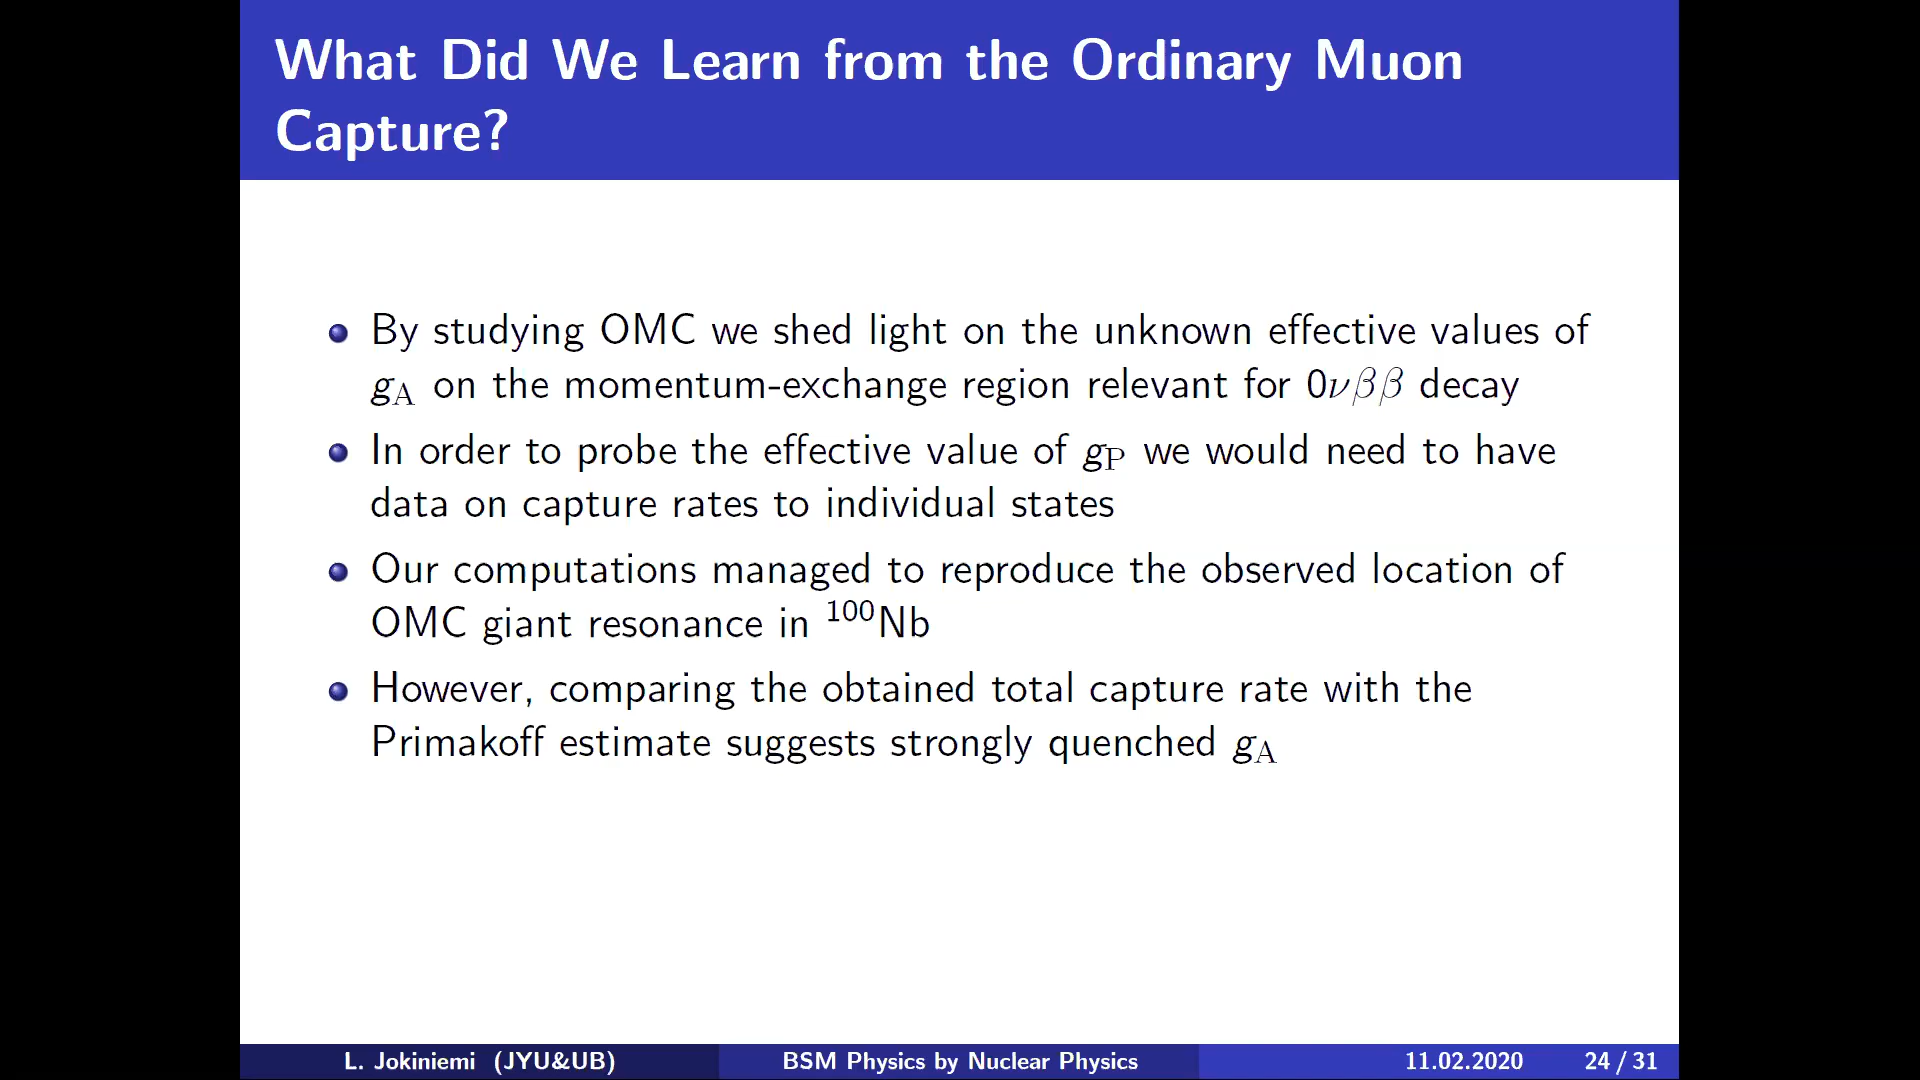 What Did We Learn from the Ordinary Muon
Capture?
By studying OMC we shed light on the unknown effective values of
g_A on the momentum-exchange region relevant for 0νββ decay
In order to probe the effective value of g_P we would need to have
data on capture rates to individual states
Our computations managed to reproduce the observed location of
OMC giant resonance in ¹⁰⁰Nb
However, comparing the obtained total capture rate with the
Primakoff estimate suggests strongly quenched g_A
L. Jokiniemi (JYU&UB) BSM Physics by Nuclear Physics 11.02.2020 24 / 31